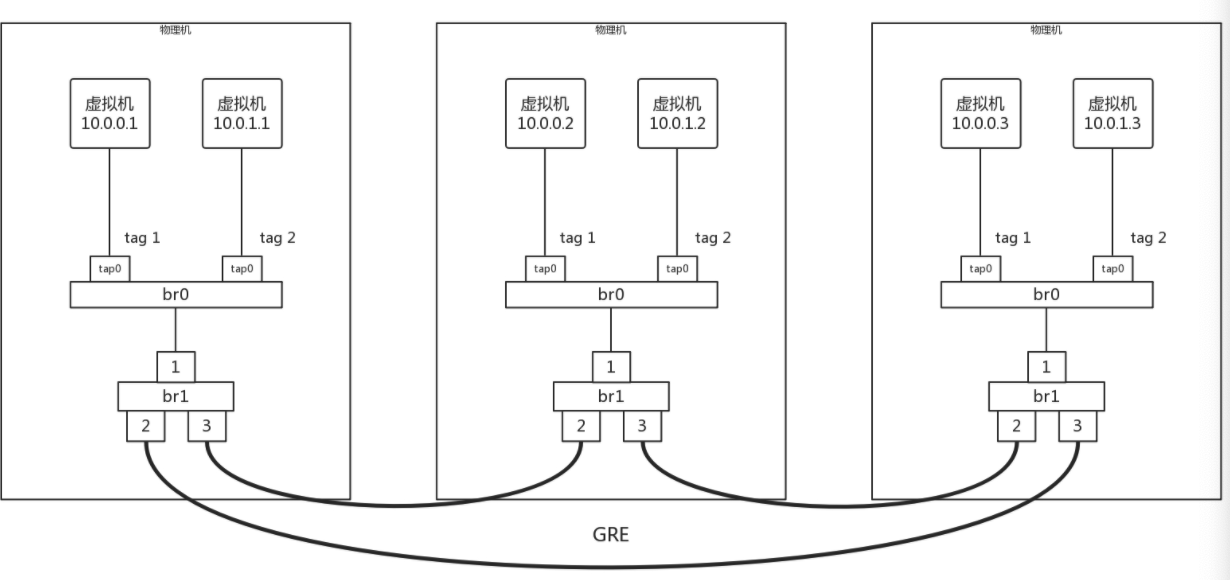 物理机
物理机
物理机
虚拟机
10.0.0.1
虚拟机
10.0.1.1
虚拟机
10.0.0.2
虚拟机
10.0.1.2
虚拟机
10.0.0.3
虚拟机
10.0.1.3
tag 1
tag 2
tag 1
tag 2
tag 1
tag 2
tap0
tap0
tap0
tap0
tap0
tap0
br0
br0
br0
1
1
1
br1
br1
br1
2
3
2
3
2
3
GRE